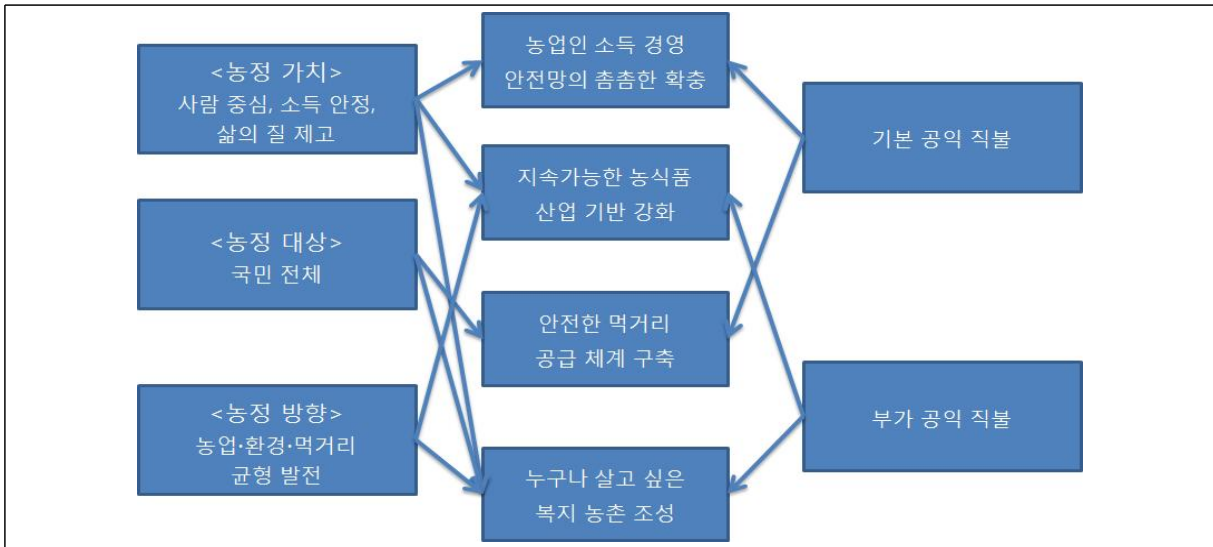 <농정 가치>
사람 중심, 소득 안정,
삶의 질 제고
<농정 대상>
국민 전체
<농정 방향>
농업·환경·먹거리
균형 발전
농업인 소득 경영
안전망의 촘촘한 확충
지속가능한 농식품
산업 기반 강화
안전한 먹거리
공급 체계 구축
누구나 살고 싶은
복지 농촌 조성
기본 공익 직불
부가 공익 직불